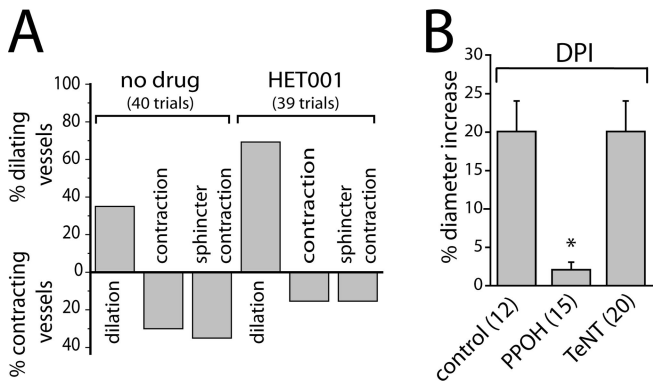 A
no drug
(40 trials)
HET001
(39 trials)
% dilating
vessels
% contracting
vessels
100
80
60
40
20
0
20
40
dilation
contraction
sphincter
contraction
dilation
contraction
sphincter
contraction
B
DPI
% diameter increase
30
25
20
15
10
5
0
*
control (12)
PPOH (15)
TeNT (20)